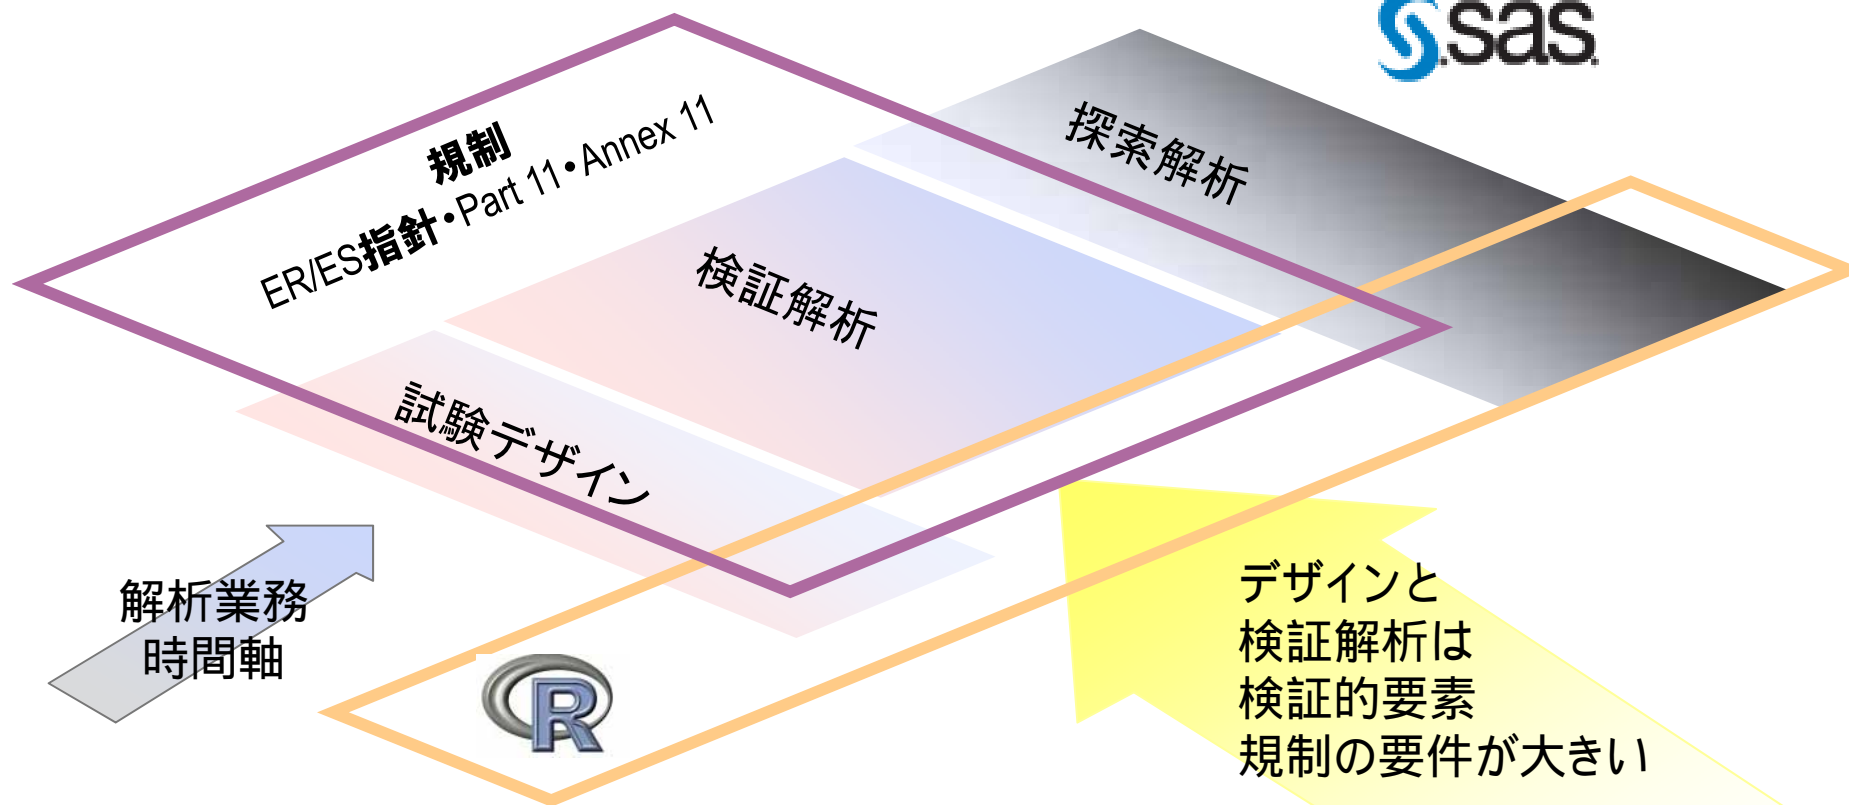 sas
規制
ER/ES指針・Part 11・Annex 11
探索解析
検証解析
試験デザイン
解析業務
時間軸
R
デザインと
検証解析は
検証的要素
規制の要件が大きい